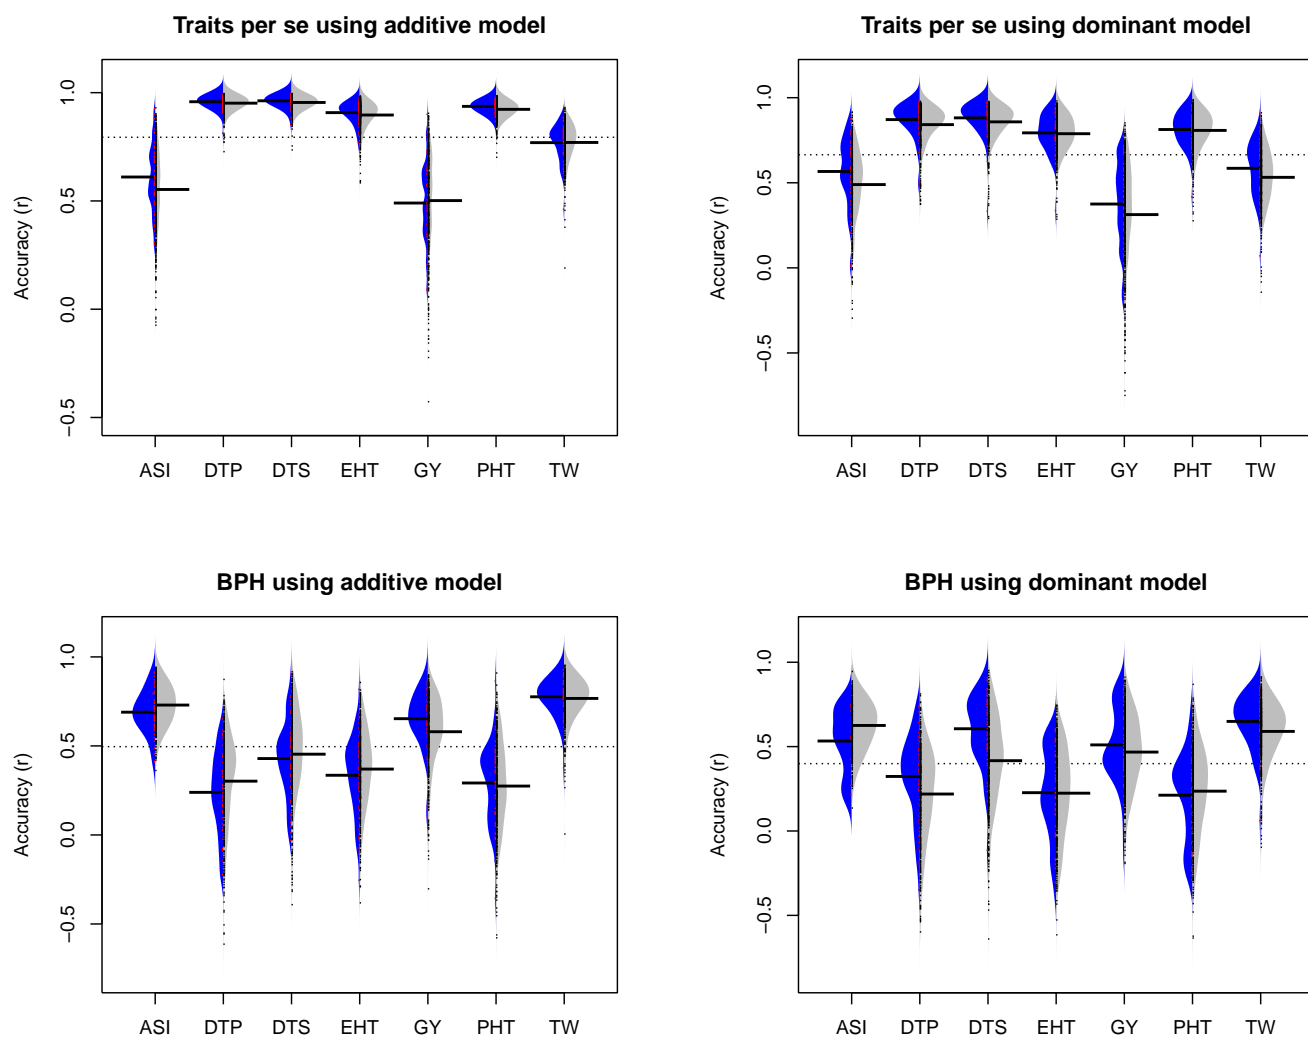 Traits per se using additive model
Accuracy (r)
1.0
0.5
0.0
−0.5
ASI DTP DTS EHT GY PHT TW
Traits per se using dominant model
Accuracy (r)
1.0
0.5
0.0
−0.5
ASI DTP DTS EHT GY PHT TW
BPH using additive model
Accuracy (r)
1.0
0.5
0.0
−0.5
ASI DTP DTS EHT GY PHT TW
BPH using dominant model
Accuracy (r)
1.0
0.5
0.0
−0.5
ASI DTP DTS EHT GY PHT TW